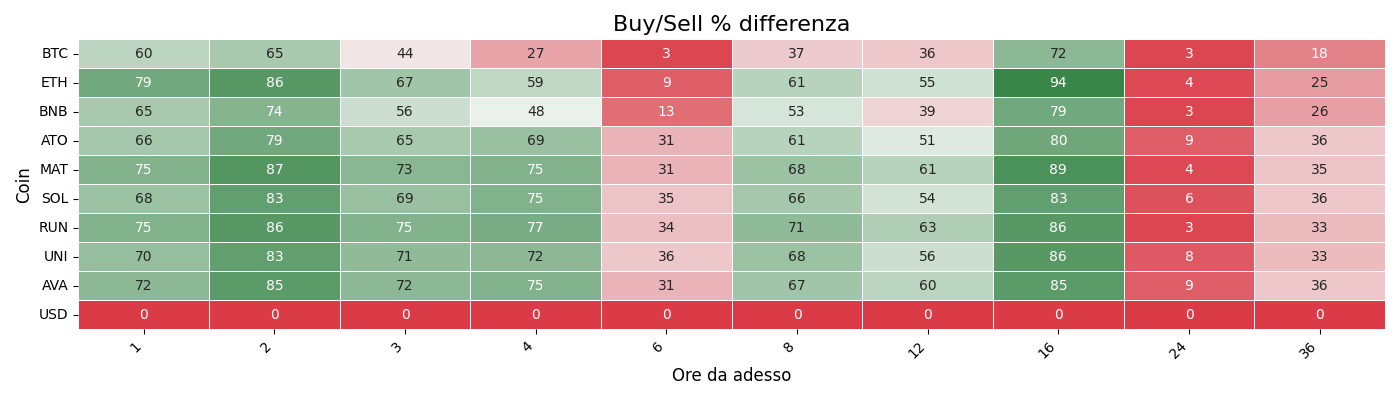 Buy/Sell % differenza
Coin
BTC 60 65 44 27 3 37 36 72 3 18
ETH 79 86 67 59 9 61 55 94 4 25
BNB 65 74 56 48 13 53 39 79 3 26
ATO 66 79 65 69 31 61 51 80 9 36
MAT 75 87 73 75 31 68 61 89 4 35
SOL 68 83 69 75 35 66 54 83 6 36
RUN 75 86 75 77 34 71 63 86 3 33
UNI 70 83 71 72 36 68 56 86 8 33
AVA 72 85 72 75 31 67 60 85 9 36
USD 0 0 0 0 0 0 0 0 0 0
1 2 3 4 6 8 12 16 24 36
Ore da adesso